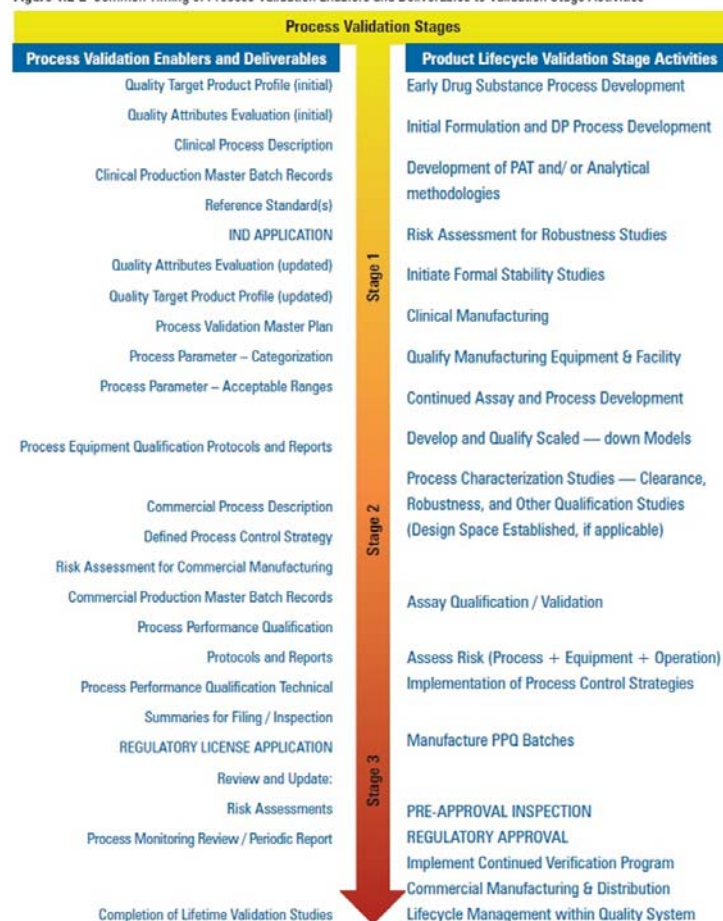 Process Validation Stages
Process Validation Enablers and Deliverables
Quality Target Product Profile (initial)
Quality Attributes Evaluation (initial)
Clinical Process Description
Clinical Production Master Batch Records
Reference Standard(s)
IND APPLICATION
Quality Attributes Evaluation (updated)
Quality Target Product Profile (updated)
Process Validation Master Plan
Process Parameter – Categorization
Process Parameter – Acceptable Ranges
Process Equipment Qualification Protocols and Reports
Commercial Process Description
Defined Process Control Strategy
Risk Assessment for Commercial Manufacturing
Commercial Production Master Batch Records
Process Performance Qualification
Protocols and Reports
Process Performance Qualification Technical
Summaries for Filing / Inspection
REGULATORY LICENSE APPLICATION
Review and Update:
Risk Assessments
Process Monitoring Review / Periodic Report
Completion of Lifetime Validation Studies
Stage 1
Stage 2
Stage 3
Product Lifecycle Validation Stage Activities
Early Drug Substance Process Development
Initial Formulation and DP Process Development
Development of PAT and/ or Analytical
methodologies
Risk Assessment for Robustness Studies
Initiate Formal Stability Studies
Clinical Manufacturing
Qualify Manufacturing Equipment & Facility
Continued Assay and Process Development
Develop and Qualify Scaled — down Models
Process Characterization Studies — Clearance,
Robustness, and Other Qualification Studies
(Design Space Established, if applicable)
Assay Qualification / Validation
Assess Risk (Process + Equipment + Operation)
Implementation of Process Control Strategies
Manufacture PPQ Batches
PRE-APPROVAL INSPECTION
REGULATORY APPROVAL
Implement Continued Verification Program
Commercial Manufacturing & Distribution
Lifecycle Management within Quality System